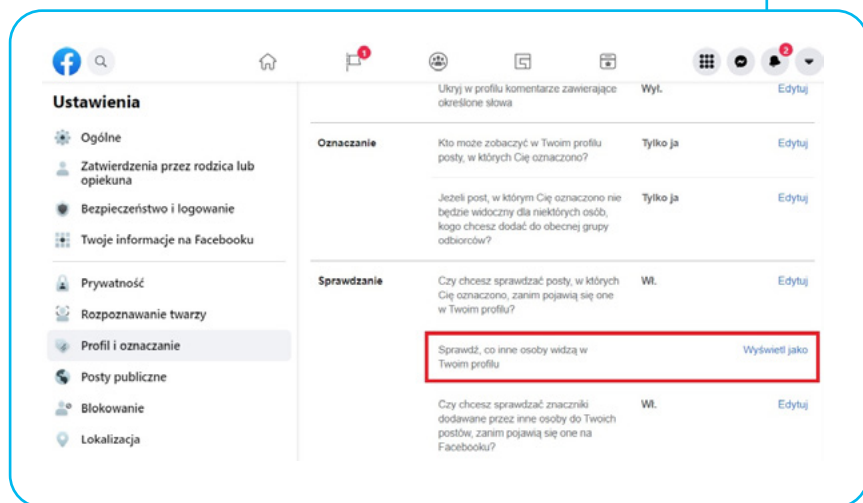 1
2
Ustawienia
Ogólne
Zatwierdzenia przez rodzica lub
opiekuna
Bezpieczeństwo i logowanie
Twoje informacje na Facebooku
Prywatność
Rozpoznawanie twarzy
Profil i oznaczanie
Posty publiczne
Blokowanie
Lokalizacja
Ukryj w profilu komentarze zawierające Wył. Edytuj
określone słowa
Oznaczanie Kto może zobaczyć w Twoim profilu Tylko ja Edytuj
posty, w których Cię oznaczono?
Jeżeli post, w którym Cię oznaczono nie Tylko ja Edytuj
będzie widoczny dla niektórych osób,
kogo chcesz dodać do obecnej grupy
odbiorców?
Sprawdzanie Czy chcesz sprawdzać posty, w których Wł. Edytuj
Cię oznaczono, zanim pojawią się one
w Twoim profilu?
Sprawdź, co inne osoby widzą w Wyświetl jako
Twoim profilu
Czy chcesz sprawdzać znaczniki Wł. Edytuj
dodawane przez inne osoby do Twoich
postów, zanim pojawią się one na
Facebooku?